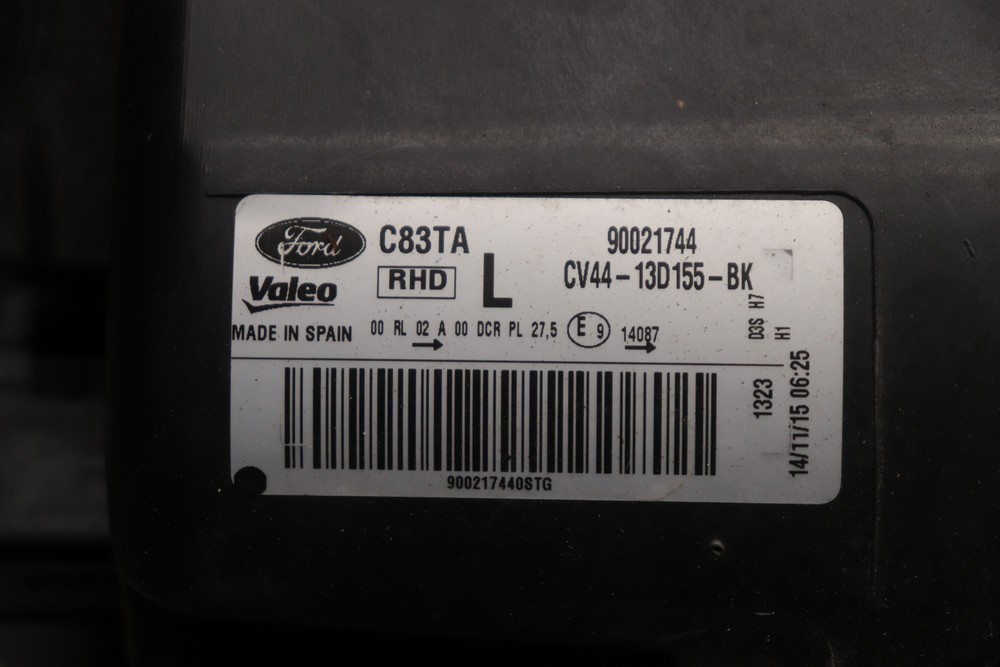 Ford
C83TA
90021744
Valeo
RHD
L
CV44-13D155-BK
MADE IN SPAIN
00 RL 02 A 00 DCR PL 27,5
E 9
14087
D3S H7
H1
1323
14/11/15 06:25
900217440STG